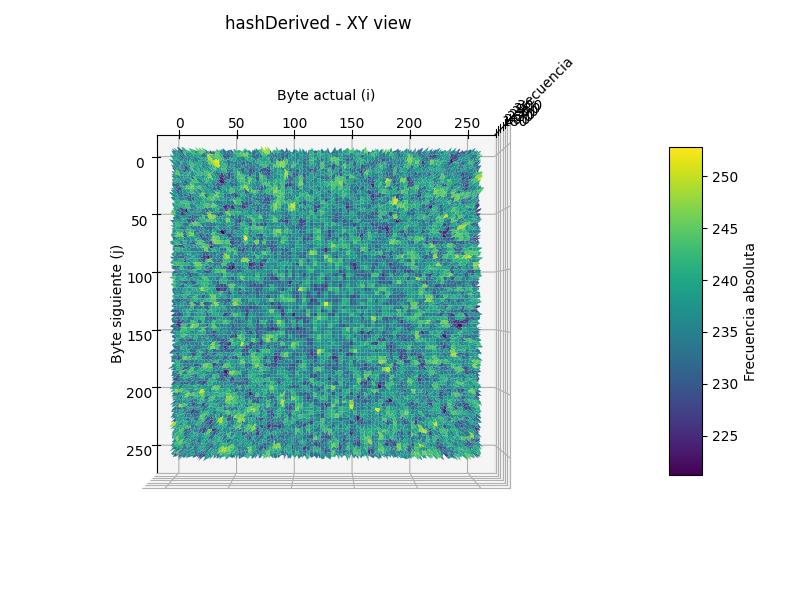 hashDerived - XY view
Byte actual (i)
0 50 100 150 200 250
0
50
100
150
200
250
Byte siguiente (j)
250
245
240
235
230
225
Frecuencia absoluta